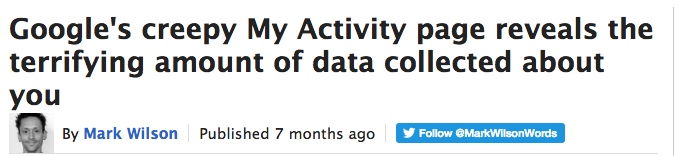 Google's creepy My Activity page reveals the
terrifying amount of data collected about
you
By Mark Wilson Published 7 months ago Follow @MarkWilsonWords